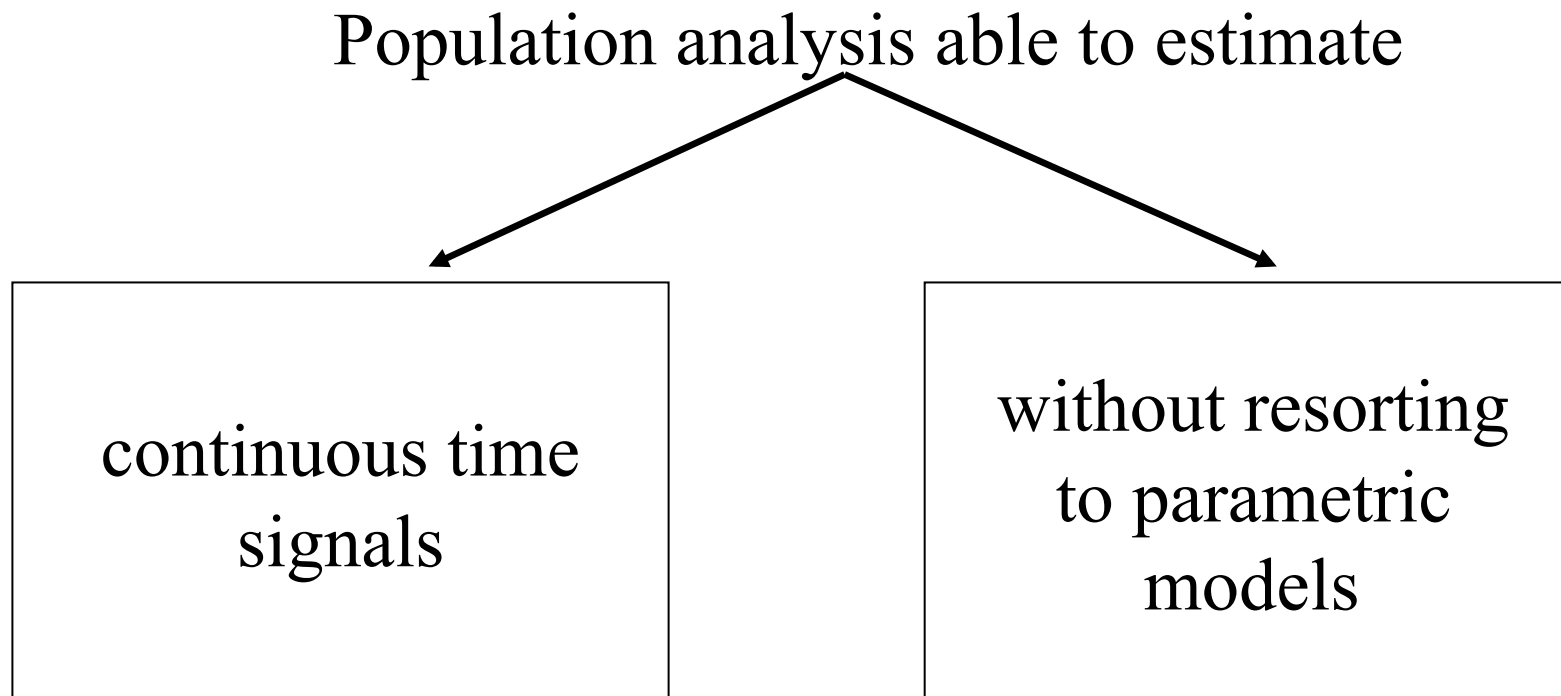 Population analysis able to estimate
continuous time
signals
without resorting
to parametric
models